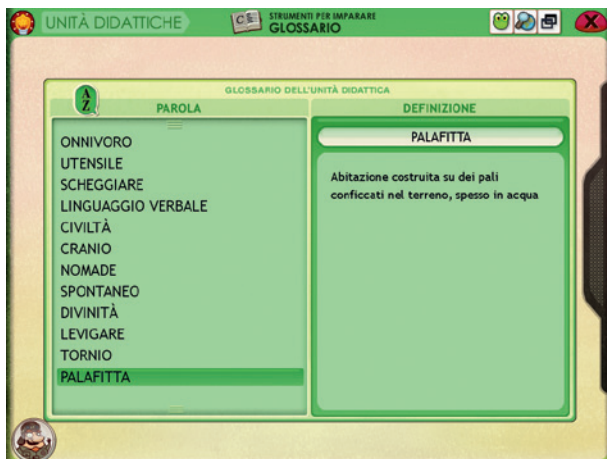 UNITÀ DIDATTICHE
STRUMENTI PER IMPARARE
GLOSSARIO
GLOSSARIO DELL'UNITÀ DIDATTICA
A
Z
PAROLA
DEFINIZIONE
ONNIVORO
UTENSILE
SCHEGGIARE
LINGUAGGIO VERBALE
CIVILTÀ
CRANIO
NOMADE
SPONTANEO
DIVINITÀ
LEVIGARE
TORNIO
PALAFITTA
PALAFITTA
Abitazione costruita su dei pali
conficcati nel terreno, spesso in acqua